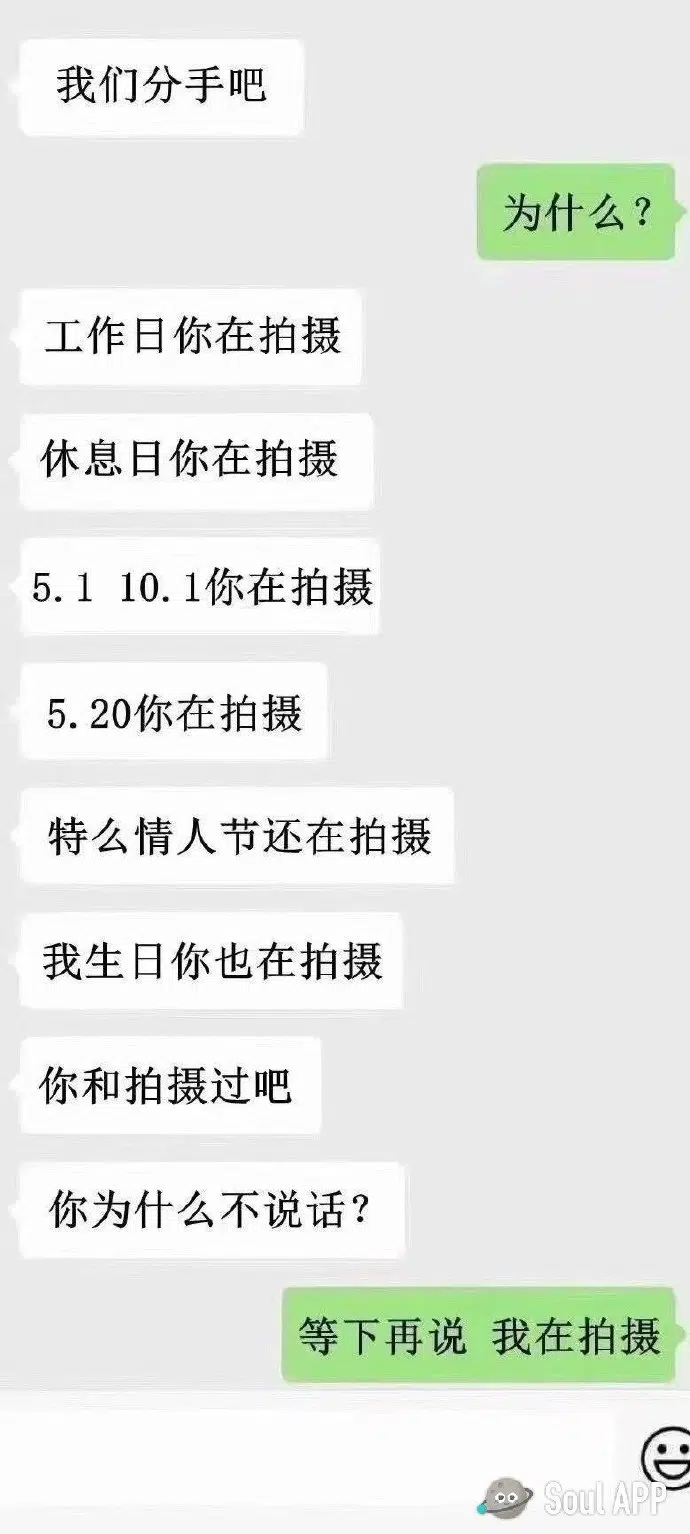 我们分手吧
为什么？
工作日你在拍摄
休息日你在拍摄
5.1 10.1你在拍摄
5.20你在拍摄
特么情人节还在拍摄
我生日你也在拍摄
你和拍摄过吧
你为什么不说话？
等下再说 我在拍摄
Soul APP